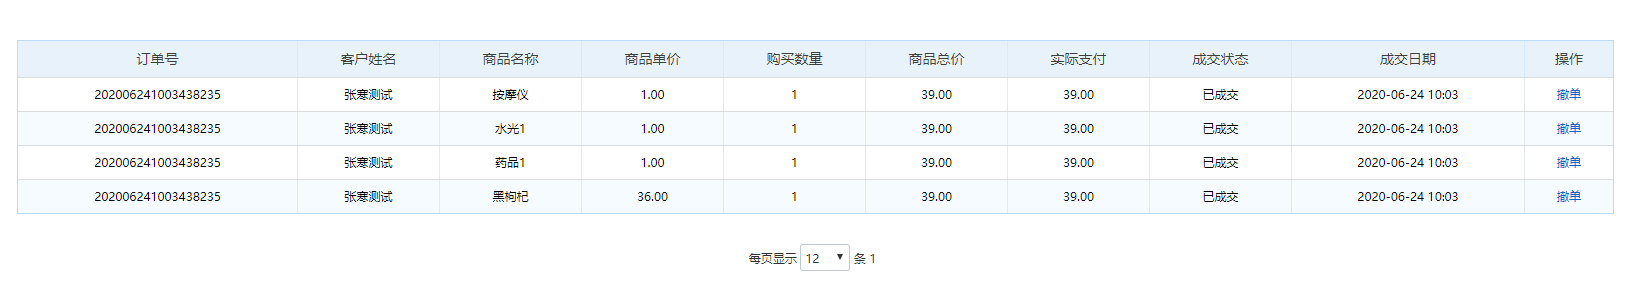 订单号 客户姓名 商品名称 商品单价 购买数量 商品总价 实际支付 成交状态 成交日期 操作
202006241003438235 张寒测试 按摩仪 1.00 1 39.00 39.00 已成交 2020-06-24 10:03 撤单
202006241003438235 张寒测试 水光1 1.00 1 39.00 39.00 已成交 2020-06-24 10:03 撤单
202006241003438235 张寒测试 药品1 1.00 1 39.00 39.00 已成交 2020-06-24 10:03 撤单
202006241003438235 张寒测试 黑枸杞 36.00 1 39.00 39.00 已成交 2020-06-24 10:03 撤单
每页显示 12 条 1